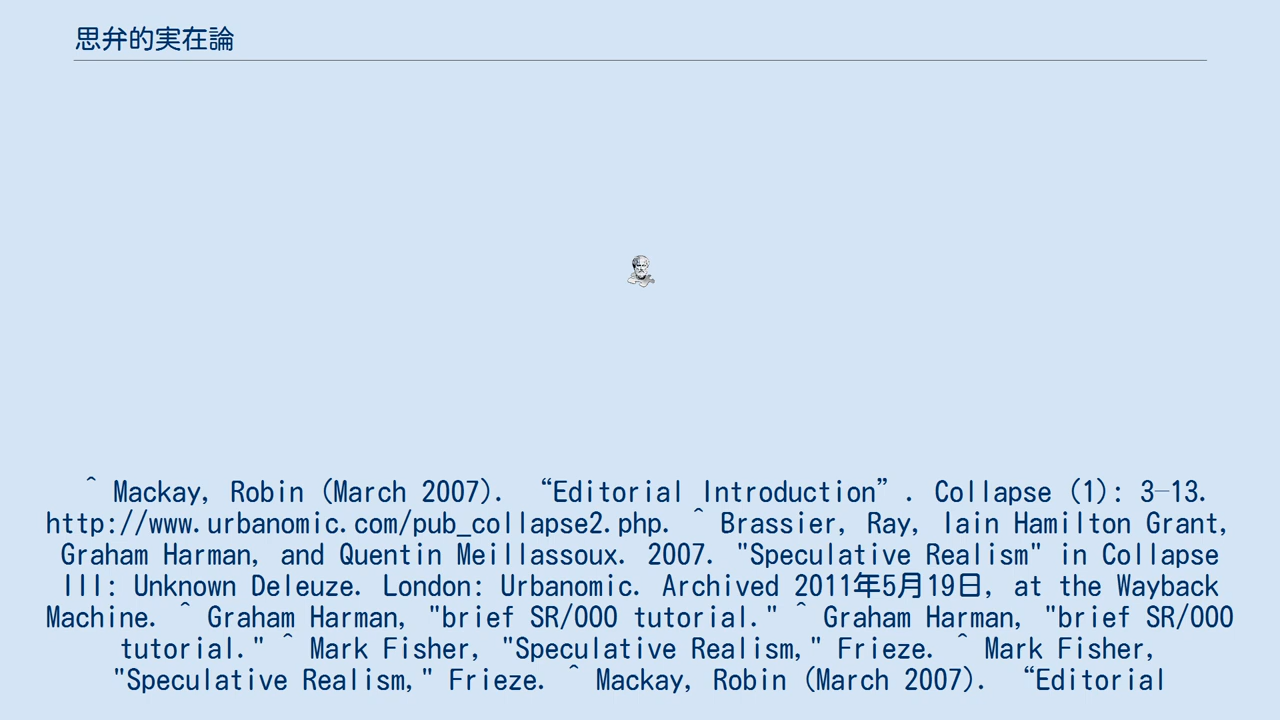 思弁的実在論
^ Mackay, Robin (March 2007). “Editorial Introduction”. Collapse (1): 3–13.
http://www.urbanomic.com/pub_collapse2.php. ^ Brassier, Ray, Iain Hamilton Grant,
Graham Harman, and Quentin Meillassoux. 2007. "Speculative Realism" in Collapse
III: Unknown Deleuze. London: Urbanomic. Archived 2011年5月19日, at the Wayback
Machine. ^ Graham Harman, "brief SR/OOO tutorial." ^ Graham Harman, "brief SR/OOO
tutorial." ^ Mark Fisher, "Speculative Realism," Frieze. ^ Mark Fisher,
"Speculative Realism," Frieze. ^ Mackay, Robin (March 2007). “Editorial